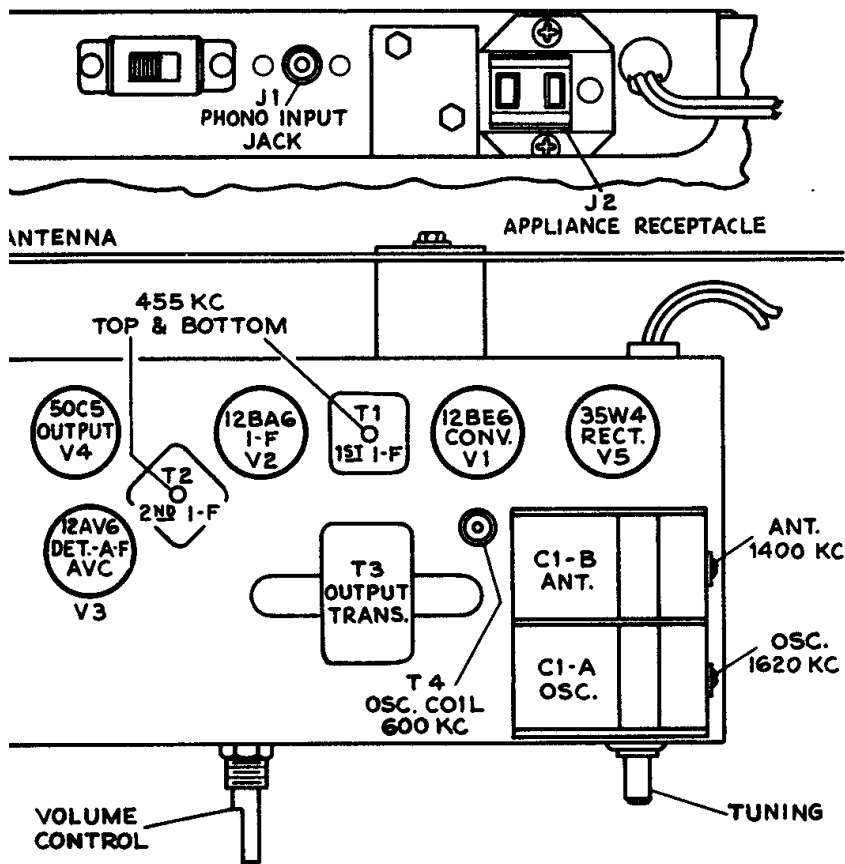 J1
PHONO INPUT
JACK
J2
APPLIANCE RECEPTACLE
ANTENNA
455 KC
TOP & BOTTOM
50C5
OUTPUT
V4
12BA6
I-F
V2
T1
1ST I-F
12BE6
CONV.
V1
35W4
RECT.
V5
T2
2ND I-F
12AV6
DET.-A-F
AVC
V3
T3
OUTPUT
TRANS.
C1-B
ANT.
ANT.
1400 KC
C1-A
OSC.
OSC.
1620 KC
T4
OSC. COIL
600 KC
VOLUME
CONTROL
TUNING